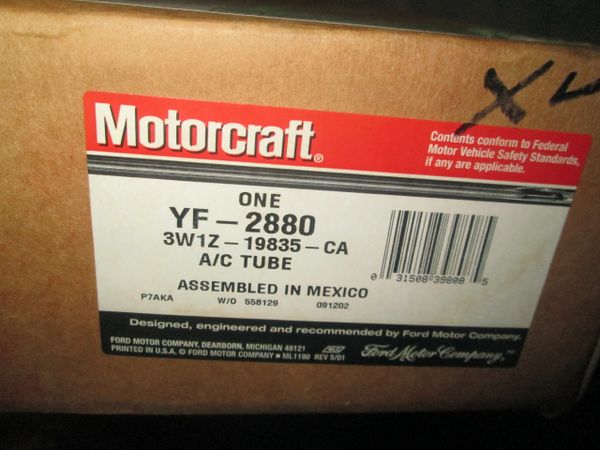 Motorcraft®
Contents conform to Federal
Motor Vehicle Safety Standards,
if any are applicable.
ONE
YF-2880
3W1Z-19835-CA
A/C TUBE
0 31508 39808 5
ASSEMBLED IN MEXICO
P7AKA W/O 558129 091202
Designed, engineered and recommended by Ford Motor Company.
FORD MOTOR COMPANY, DEARBORN, MICHIGAN 48121
PRINTED IN U.S.A. © FORD MOTOR COMPANY ■ ML1190 REV 5/01
Ford Motor Company,